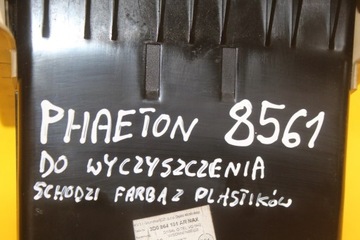 PHAETON 8561
DO WYCZYSZCZENIA
SCHODZI FARBA Z PLASTIKÓW